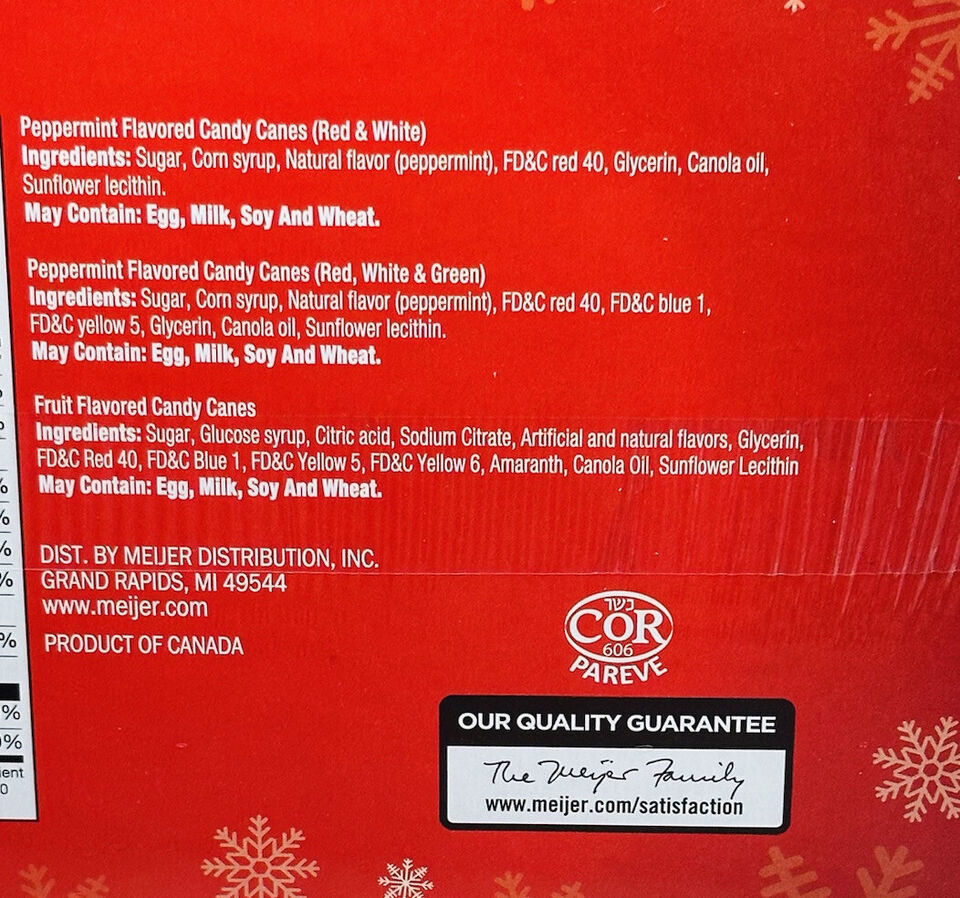 Peppermint Flavored Candy Canes (Red & White)
Ingredients: Sugar, Corn syrup, Natural flavor (peppermint), FD&C red 40, Glycerin, Canola oil,
Sunflower lecithin.
May Contain: Egg, Milk, Soy And Wheat.
Peppermint Flavored Candy Canes (Red, White & Green)
Ingredients: Sugar, Corn syrup, Natural flavor (peppermint), FD&C red 40, FD&C blue 1,
FD&C yellow 5, Glycerin, Canola oil, Sunflower lecithin.
May Contain: Egg, Milk, Soy And Wheat.
Fruit Flavored Candy Canes
Ingredients: Sugar, Glucose syrup, Citric acid, Sodium Citrate, Artificial and natural flavors, Glycerin,
FD&C Red 40, FD&C Blue 1, FD&C Yellow 5, FD&C Yellow 6, Amaranth, Canola Oil, Sunflower Lecithin
May Contain: Egg, Milk, Soy And Wheat.
DIST. BY MEIJER DISTRIBUTION, INC.
GRAND RAPIDS, MI 49544
www.meijer.com
PRODUCT OF CANADA
כשר
COR
606
PAREVE
OUR QUALITY GUARANTEE
The Meijer Family
www.meijer.com/satisfaction